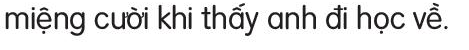 miệng cười khi thấy anh đi học về.